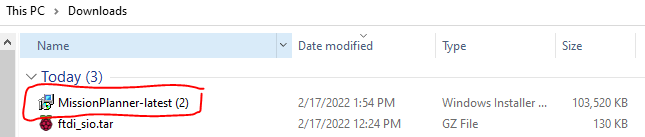 This PC > Downloads
Name Date modified Type Size
Today (3)
MissionPlanner-latest (2) 2/17/2022 1:54 PM Windows Installer ... 103,520 KB
ftdi_sio.tar 2/17/2022 12:24 PM GZ File 130 KB